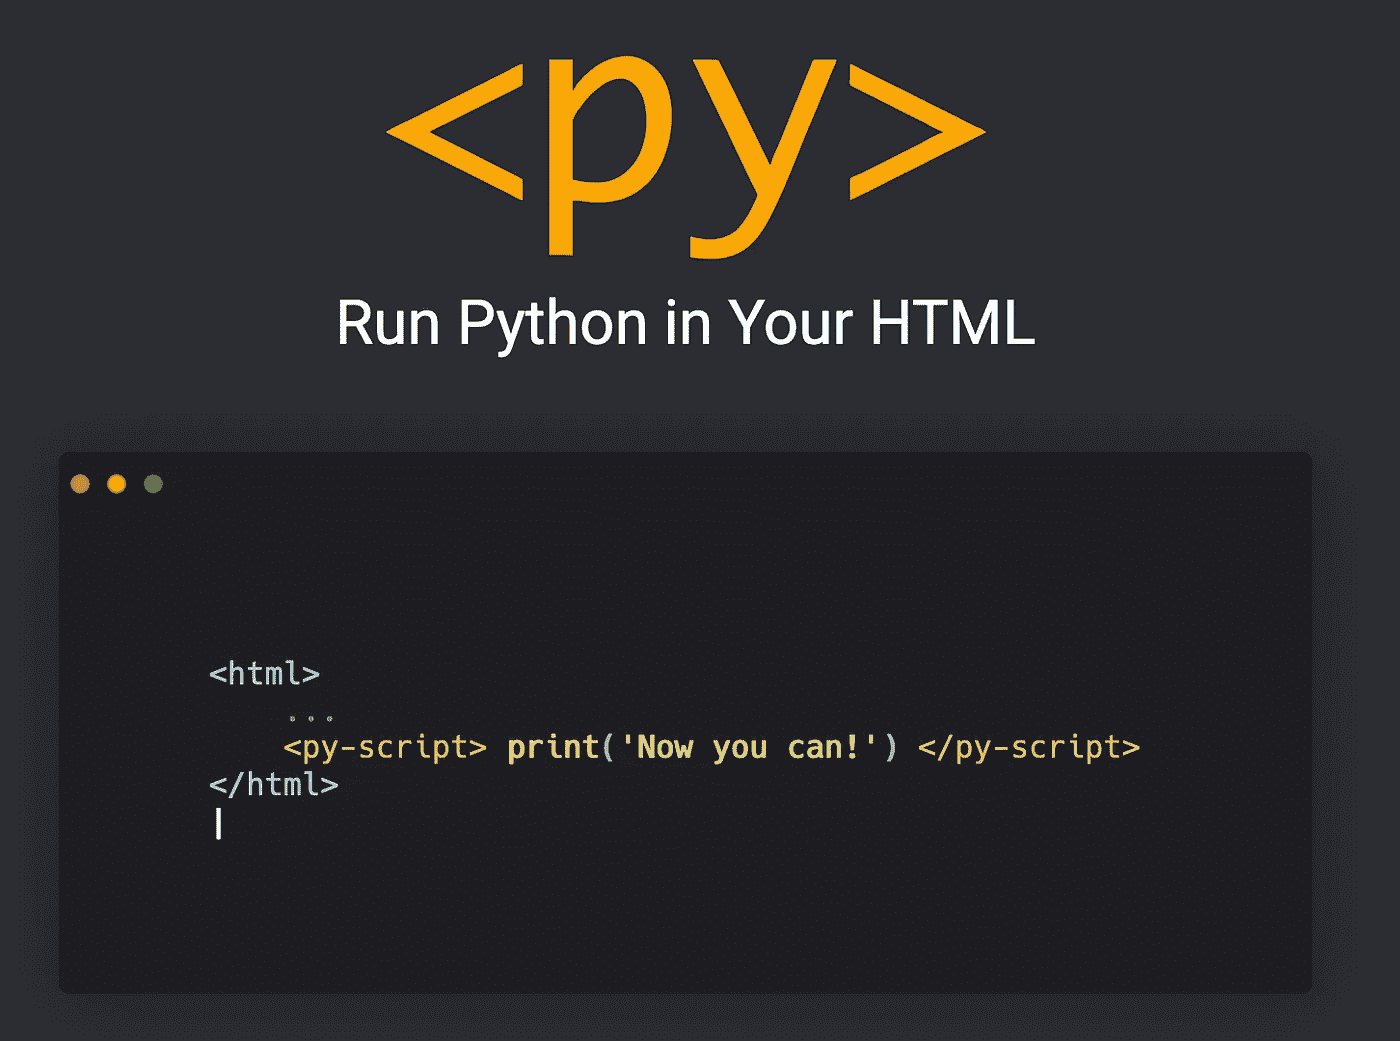 <py>
Run Python in Your HTML
<html>
...
<py-script> print('Now you can!') </py-script>
</html>